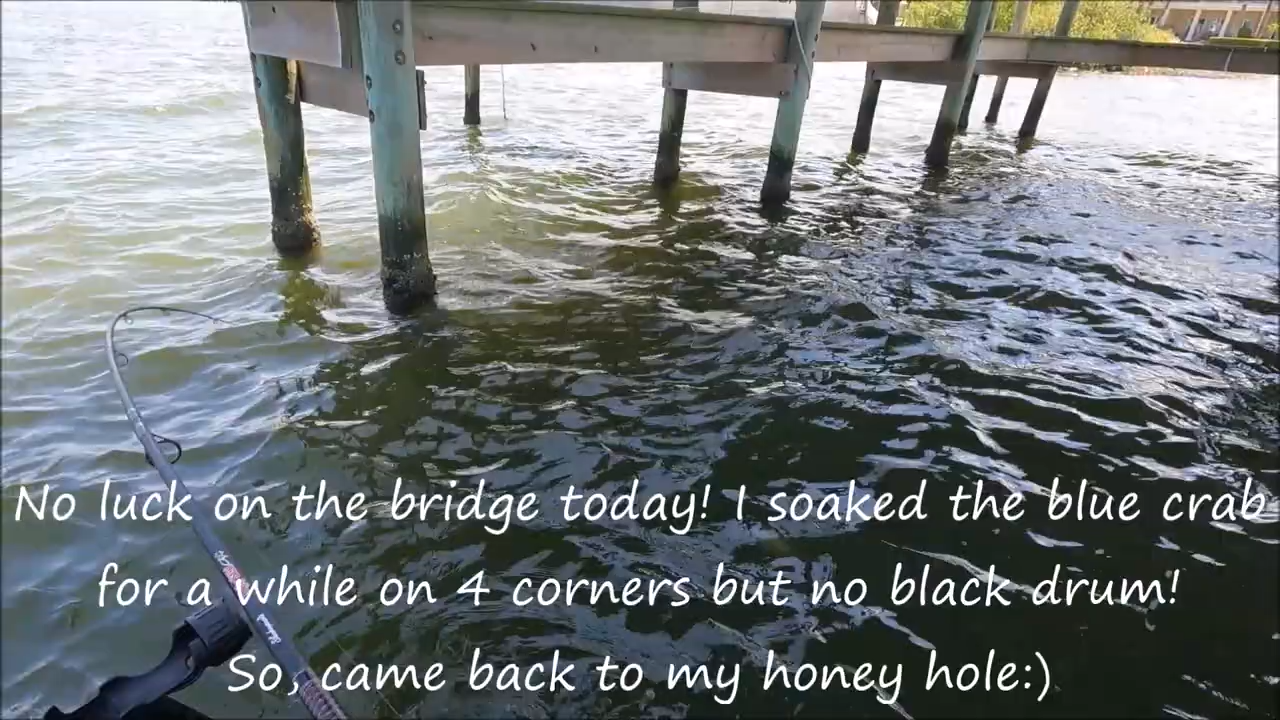 No luck on the bridge today! I soaked the blue crab
for a while on 4 corners but no black drum!
So, came back to my honey hole:)